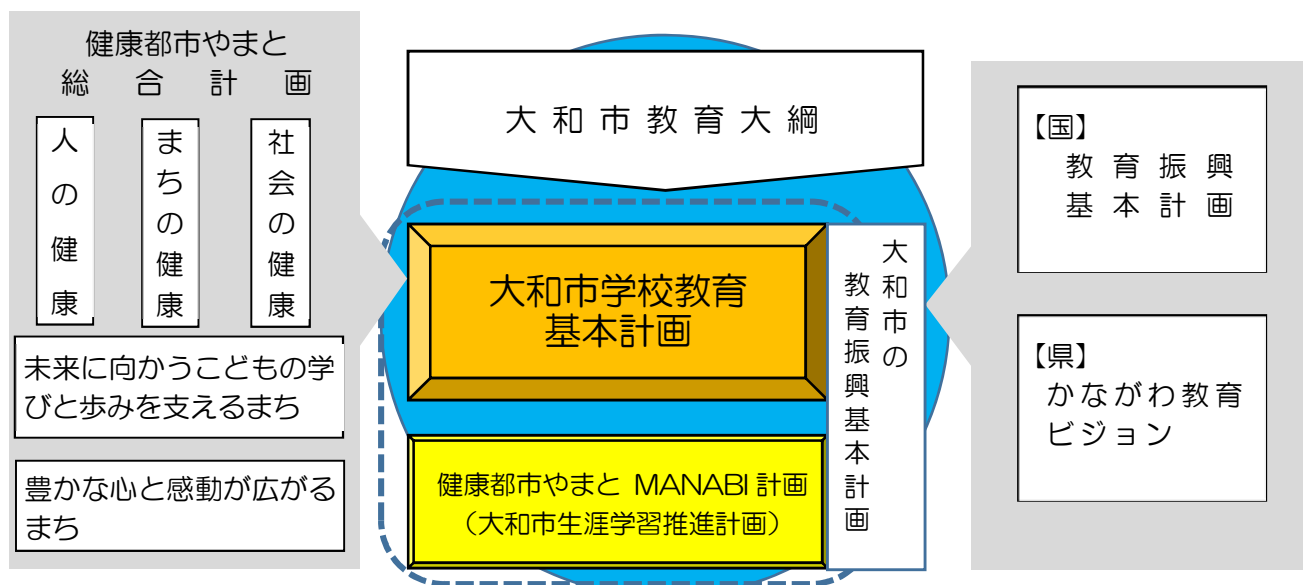 健康都市やまと
総合計画
人の健康
まちの健康
社会の健康
未来に向かうこどもの学
びと歩みを支えるまち
豊かな心と感動が広がる
まち
大和市教育大綱
大和市学校教育
基本計画
健康都市やまと MANABI 計画
（大和市生涯学習推進計画）
大和市の
教育振興基本計画
【国】
教育振興
基本計画
【県】
かながわ教育
ビジョン